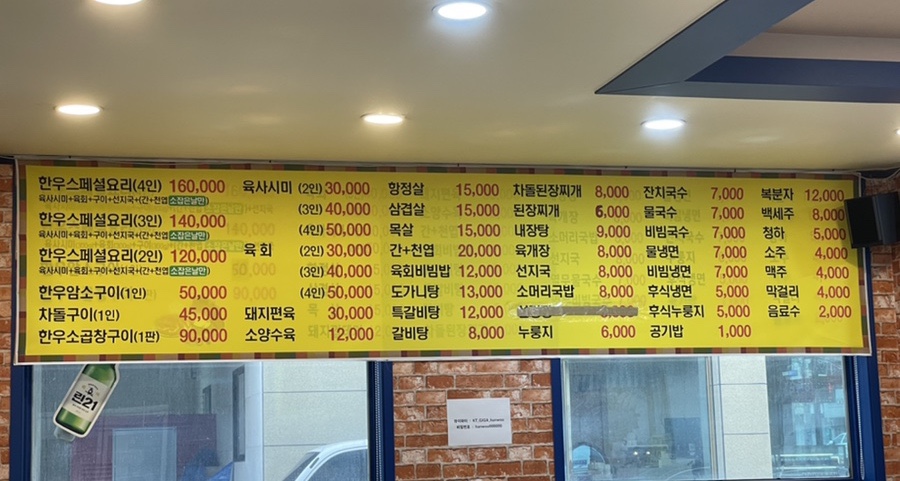 한우스페셜요리(4인) 160,000
육사시미+육회+구이+선지국+(간+천엽 소잡은날만)
한우스페셜요리(3인) 140,000
육사시미+육회+구이+선지국+(간+천엽 소잡은날만)
한우스페셜요리(2인) 120,000
육사시미+육회+구이+선지국+(간+천엽 소잡은날만)
한우암소구이(1인) 50,000
차돌구이(1인) 45,000
한우소곱창구이(1판) 90,000
육사시미 (2인) 30,000
(3인) 40,000
(4인) 50,000
육회 (2인) 30,000
(3인) 40,000
(4인) 50,000
돼지편육 30,000
소양수육 12,000
항정살 15,000
삼겹살 15,000
목살 15,000
간+천엽 20,000
육회비빔밥 12,000
도가니탕 13,000
특갈비탕 12,000
갈비탕 8,000
차돌된장찌개 8,000
된장찌개 6,000
내장탕 9,000
육개장 8,000
선지국 8,000
소머리국밥 8,000
누룽지 6,000
잔치국수 7,000
물국수 7,000
비빔국수 7,000
물냉면 7,000
비빔냉면 7,000
후식냉면 5,000
후식누룽지 5,000
공기밥 1,000
복분자 12,000
백세주 8,000
청하 5,000
소주 4,000
맥주 4,000
막걸리 4,000
음료수 2,000
린21